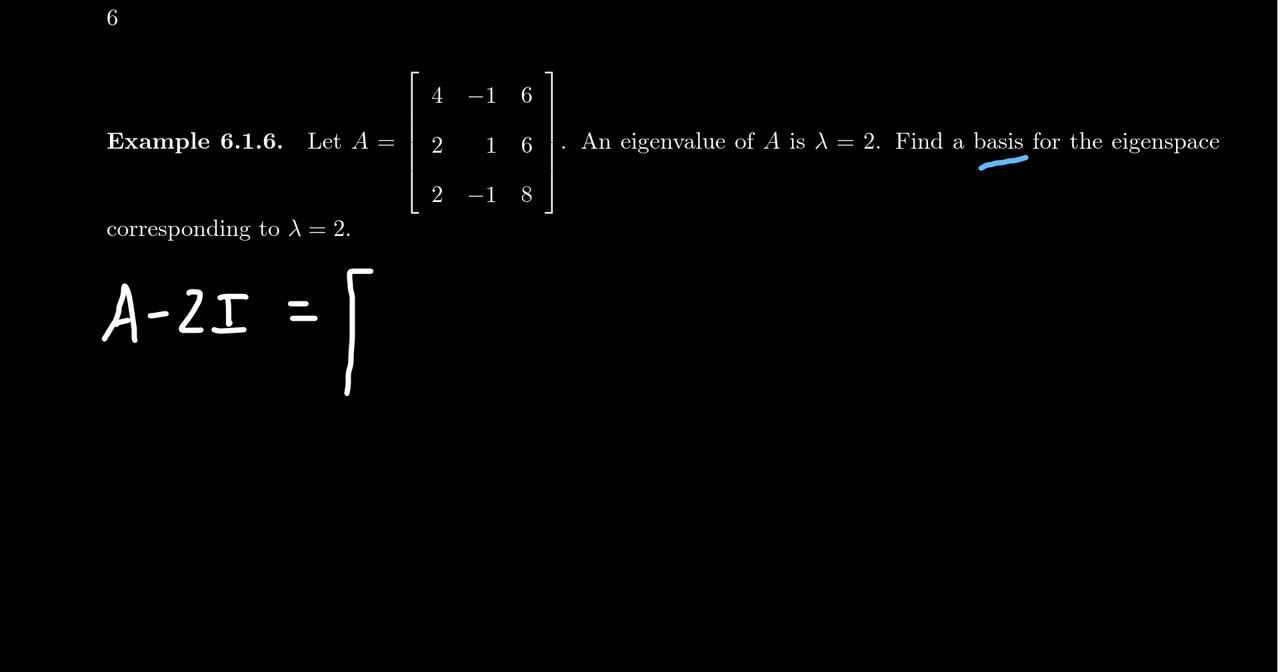 6
Example 6.1.6. Let A = [ 4 −1 6
2 1 6
2 −1 8 ]. An eigenvalue of A is λ = 2. Find a basis for the eigenspace
corresponding to λ = 2.
A − 2I = [